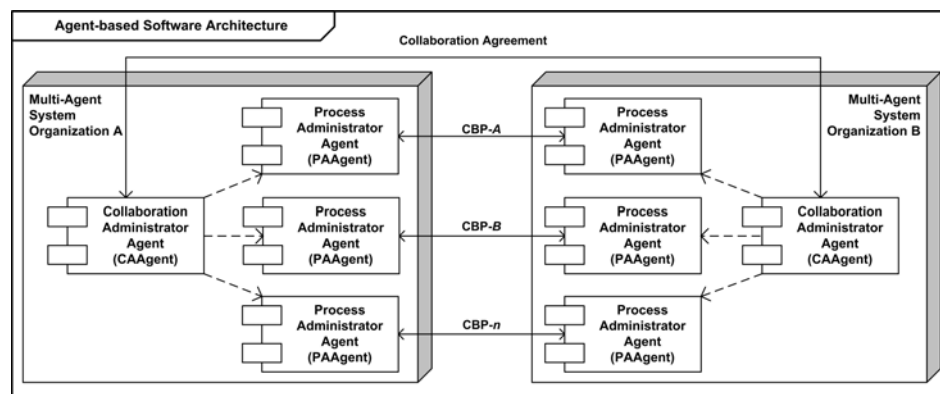 Agent-based Software Architecture
Collaboration Agreement
Multi-Agent
System
Organization A
Process
Administrator
Agent
(PAAgent)
CBP-A
Process
Administrator
Agent
(PAAgent)
Multi-Agent
System
Organization B
Collaboration
Administrator
Agent
(CAAgent)
Process
Administrator
Agent
(PAAgent)
CBP-B
Process
Administrator
Agent
(PAAgent)
Collaboration
Administrator
Agent
(CAAgent)
Process
Administrator
Agent
(PAAgent)
CBP-n
Process
Administrator
Agent
(PAAgent)